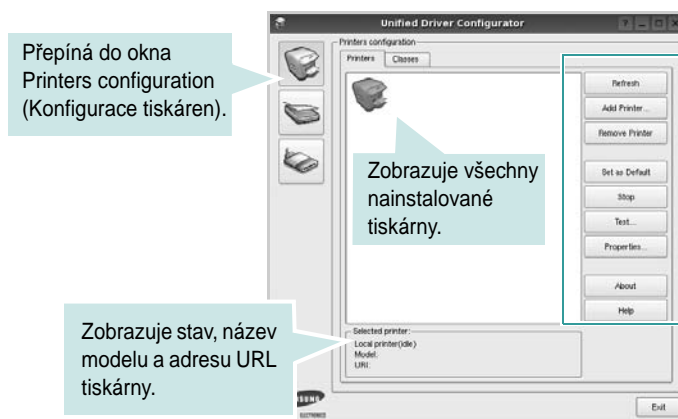 Unified Driver Configurator
Printers configuration
Printers Classes
Přepíná do okna
Printers configuration
(Konfigurace tiskáren).
Refresh
Add Printer...
Remove Printer
Set as Default
Stop
Test...
Properties...
About
Help
Zobrazuje všechny
nainstalované
tiskárny.
Zobrazuje stav, název
modelu a adresu URL
tiskárny.
Selected printer:
Local printer(idle)
Model:
URI:
ELECTRONICS
Exit